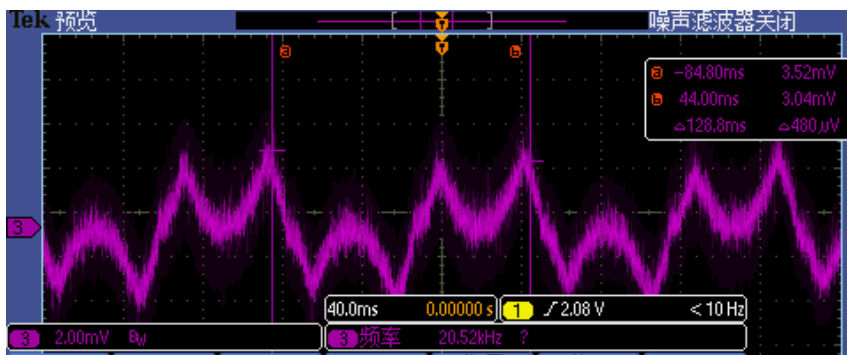 Tek 预览 噪声滤波器关闭
a b
a -84.80ms 3.52mV
b 44.00ms 3.04mV
△128.8ms △480µV
3
40.0ms 0.00000 s 1 ∫ 2.08 V < 10 Hz
3 2.00mV BW 3 频率 20.52kHz ?